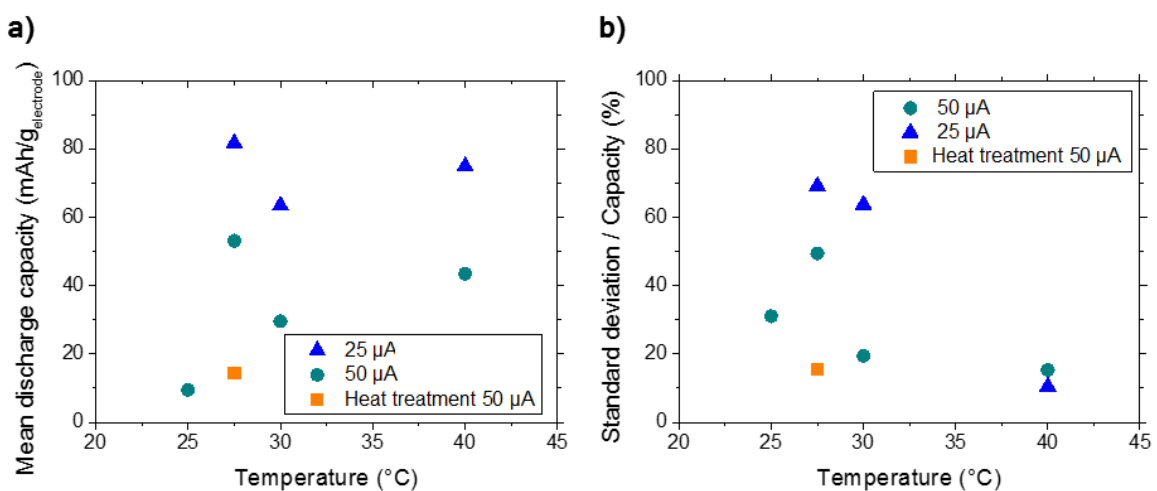 a)
Mean discharge capacity (mAh/g_electrode)
100
80
60
40
20
0
25 µA
50 µA
Heat treatment 50 µA
20
25
30
35
40
45
Temperature (°C)
b)
Standard deviation / Capacity (%)
100
80
60
40
20
0
50 µA
25 µA
Heat treatment 50 µA
20
25
30
35
40
45
Temperature (°C)